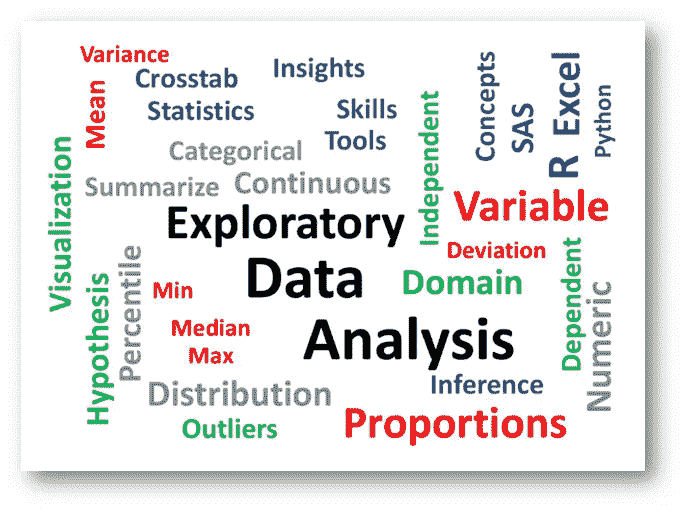 Variance
Crosstab
Insights
Mean
Statistics
Skills
Tools
Categorical
Summarize
Continuous
Independent
Concepts
SAS
R Excel
Python
Visualization
Exploratory
Variable
Deviation
Data
Domain
Hypothesis
Percentile
Min
Median
Max
Analysis
Dependent
Numeric
Distribution
Inference
Outliers
Proportions